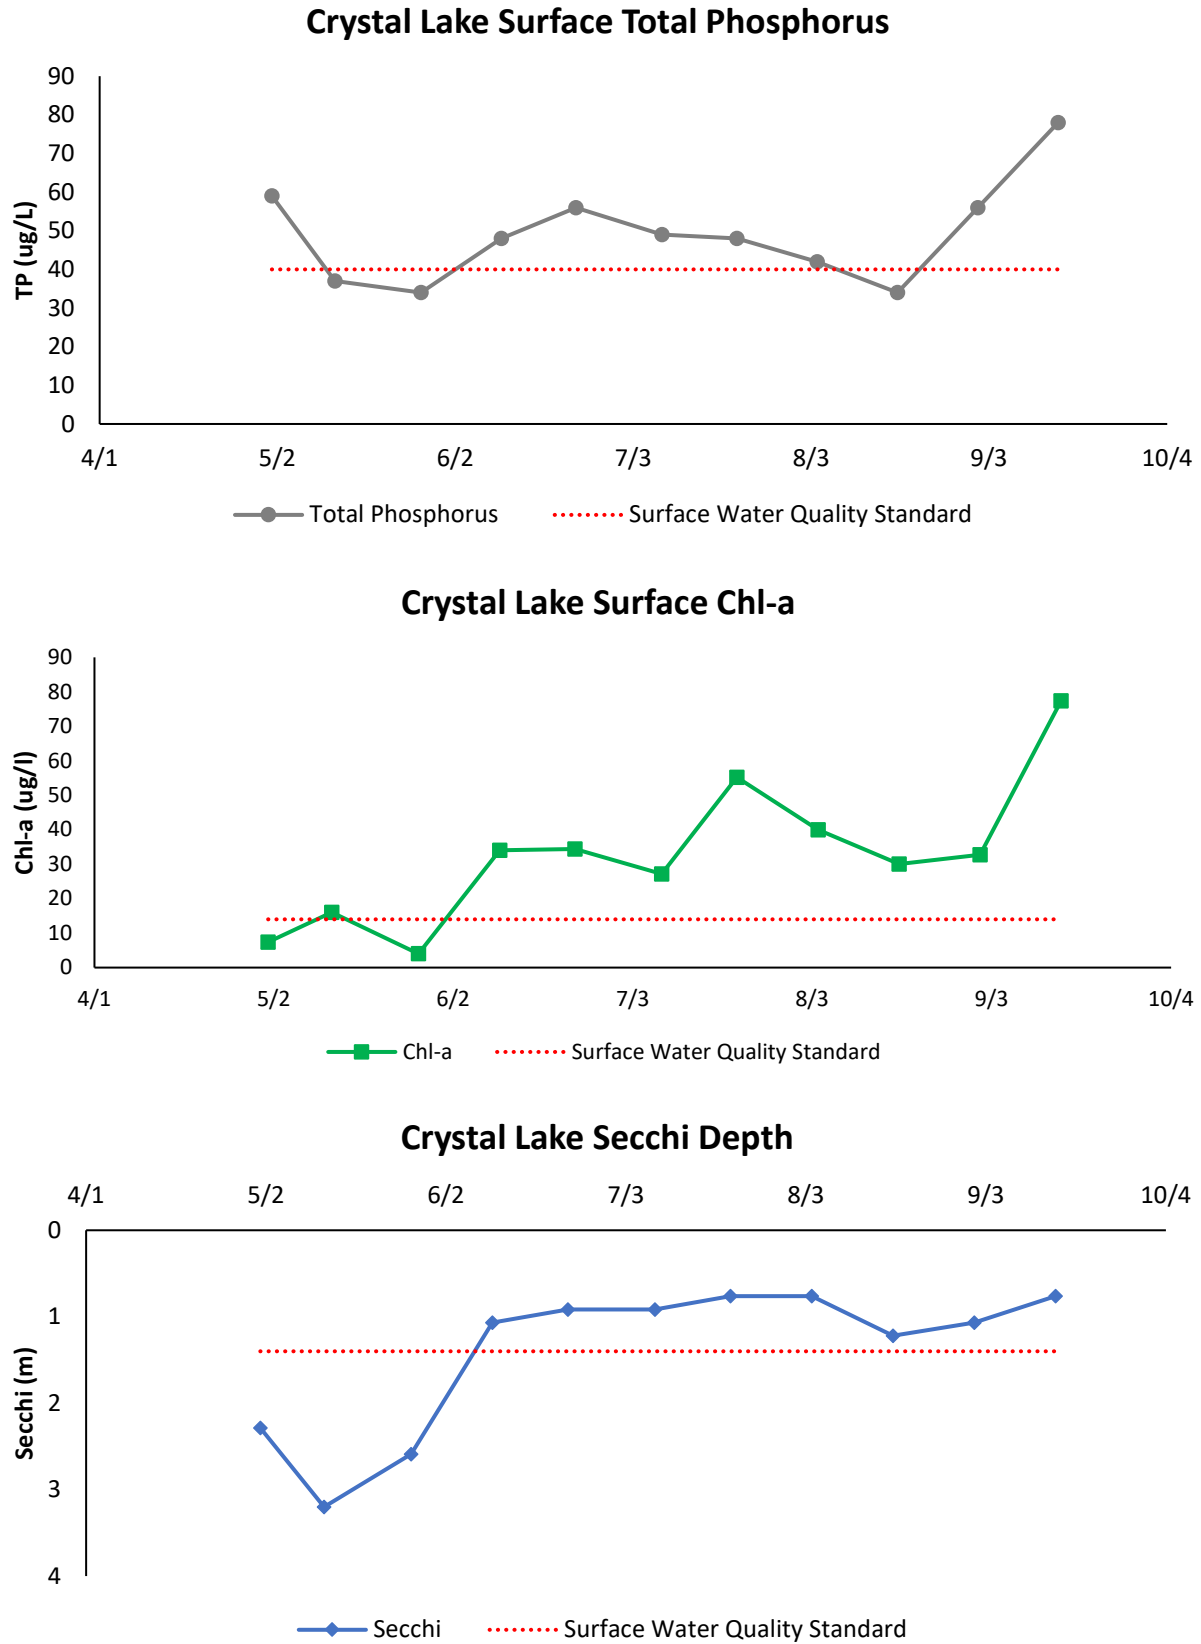 Crystal Lake Surface Total Phosphorus
90
80
70
60
50
40
30
20
10
0
TP (ug/L)
4/1 5/2 6/2 7/3 8/3 9/3 10/4
Total Phosphorus Surface Water Quality Standard
Crystal Lake Surface Chl-a
90
80
70
60
50
40
30
20
10
0
Chl-a (ug/l)
4/1 5/2 6/2 7/3 8/3 9/3 10/4
Chl-a Surface Water Quality Standard
Crystal Lake Secchi Depth
4/1 5/2 6/2 7/3 8/3 9/3 10/4
0
1
2
3
4
Secchi (m)
Secchi Surface Water Quality Standard